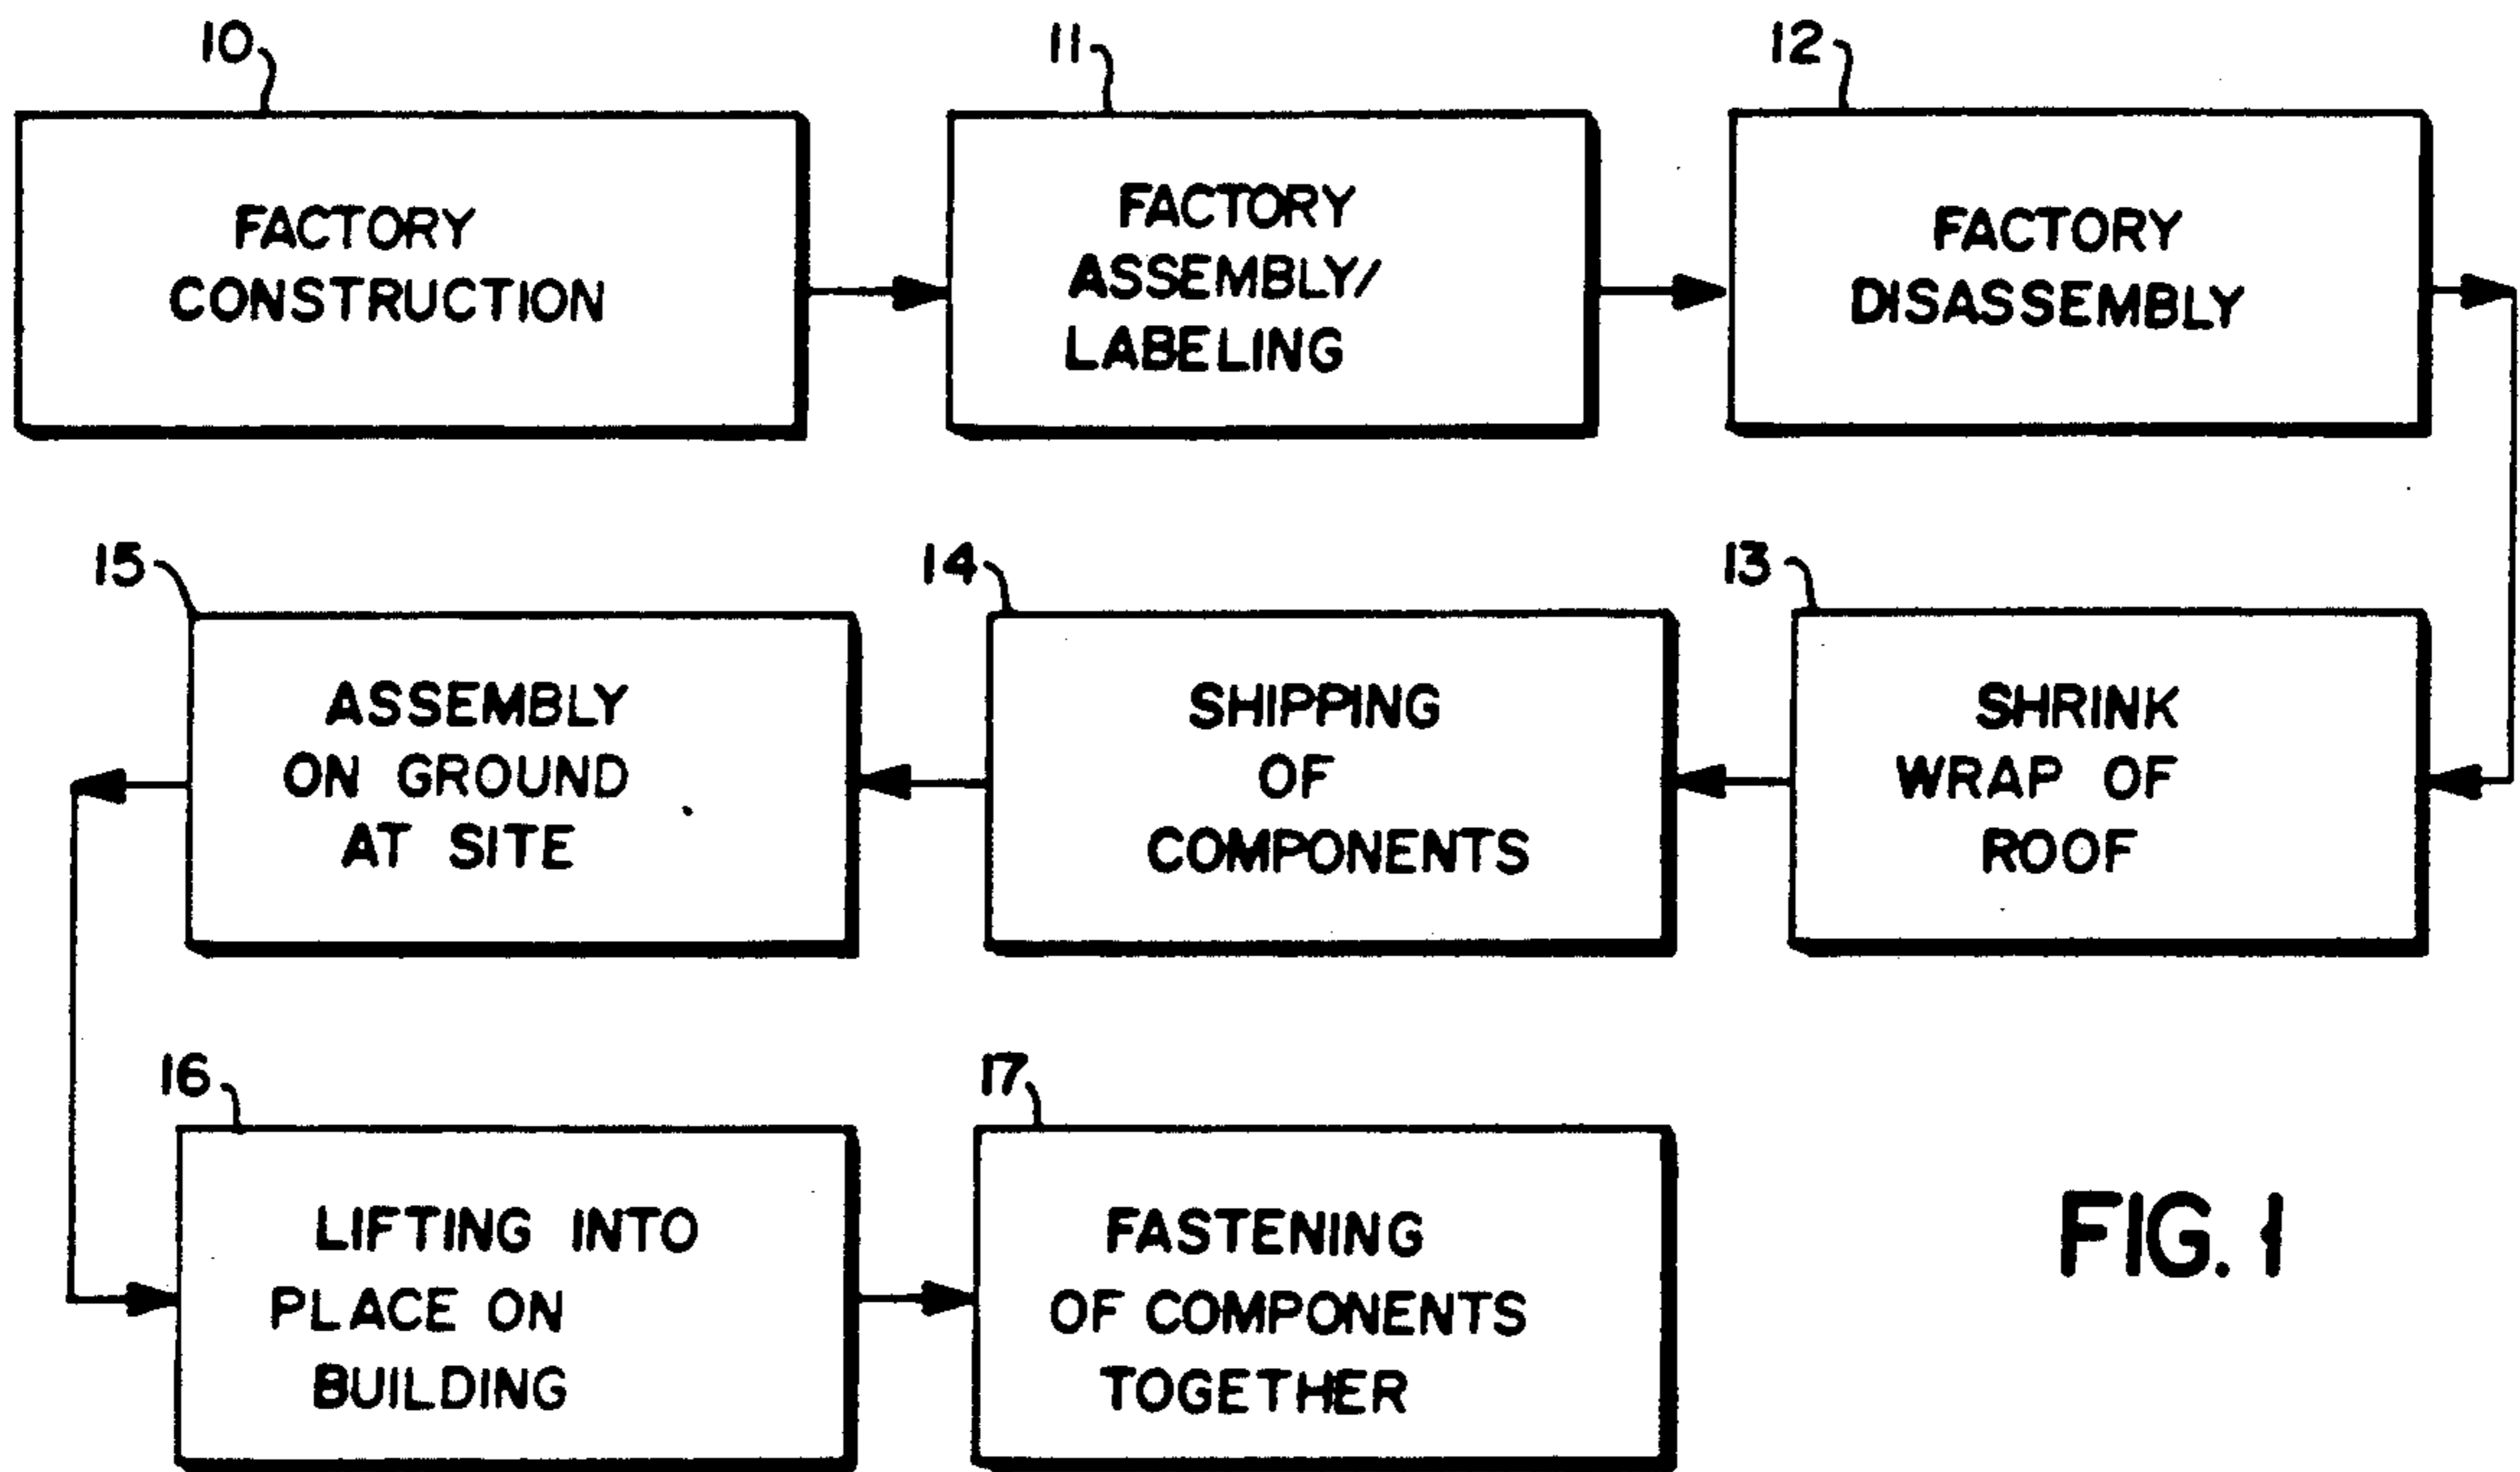 10
FACTORY
CONSTRUCTION
11
FACTORY
ASSEMBLY/
LABELING
12
FACTORY
DISASSEMBLY
13
SHRINK
WRAP OF
ROOF
14
SHIPPING
OF
COMPONENTS
15
ASSEMBLY
ON GROUND
AT SITE
16
LIFTING INTO
PLACE ON
BUILDING
17
FASTENING
OF COMPONENTS
TOGETHER
FIG. 1